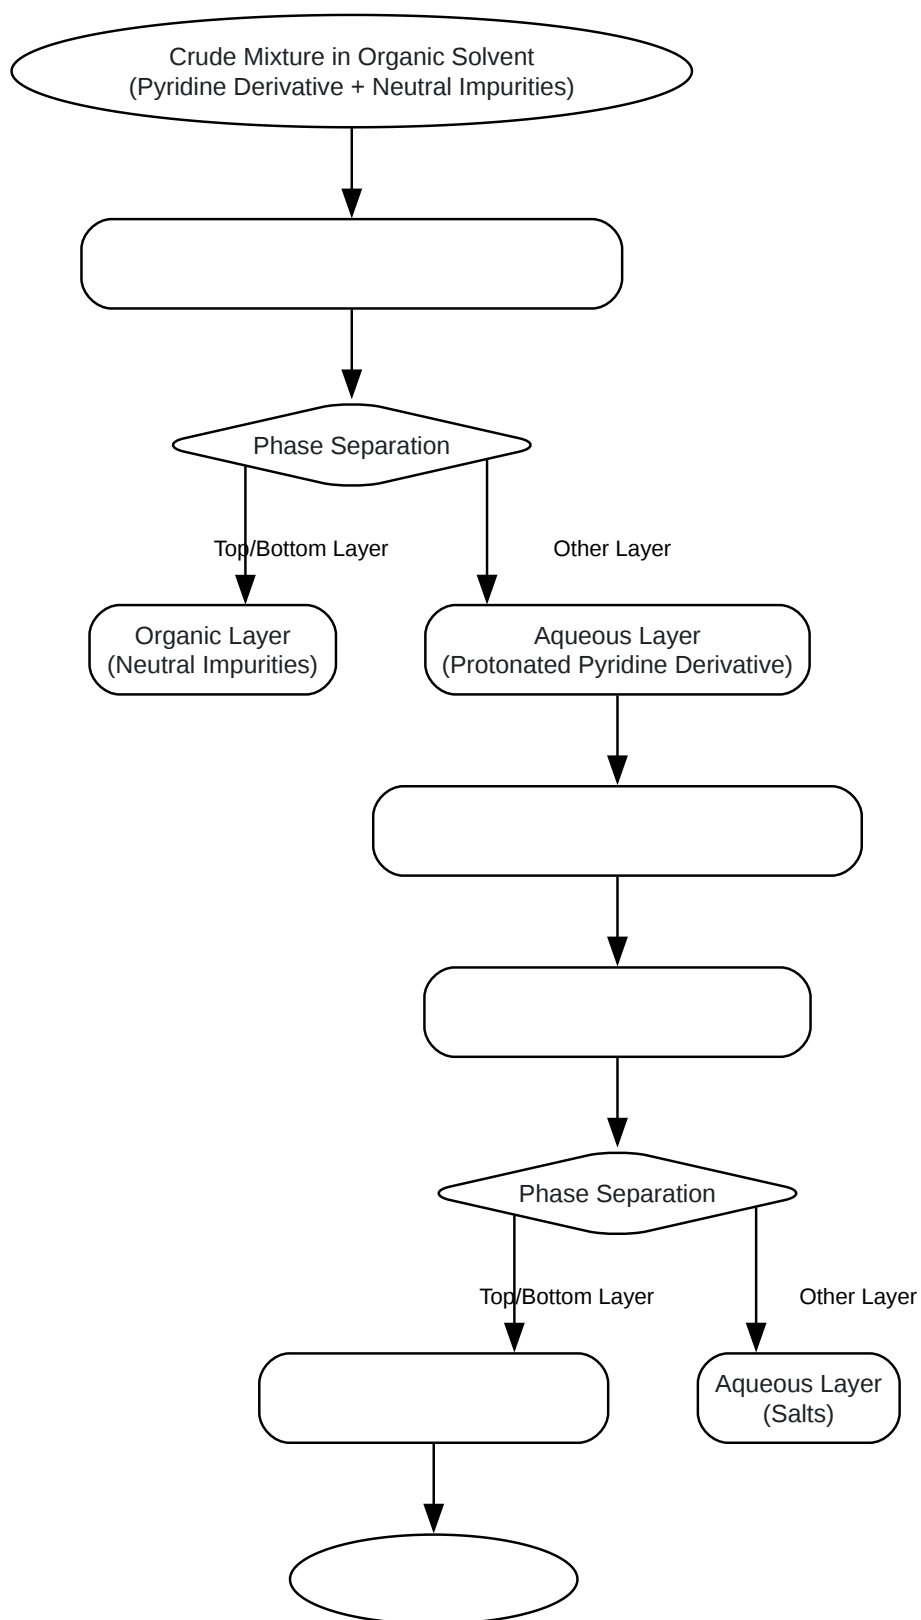 Crude Mixture in Organic Solvent
(Pyridine Derivative + Neutral Impurities)
Phase Separation
Top/Bottom Layer
Other Layer
Organic Layer
(Neutral Impurities)
Aqueous Layer
(Protonated Pyridine Derivative)
Phase Separation
Top/Bottom Layer
Other Layer
Aqueous Layer
(Salts)